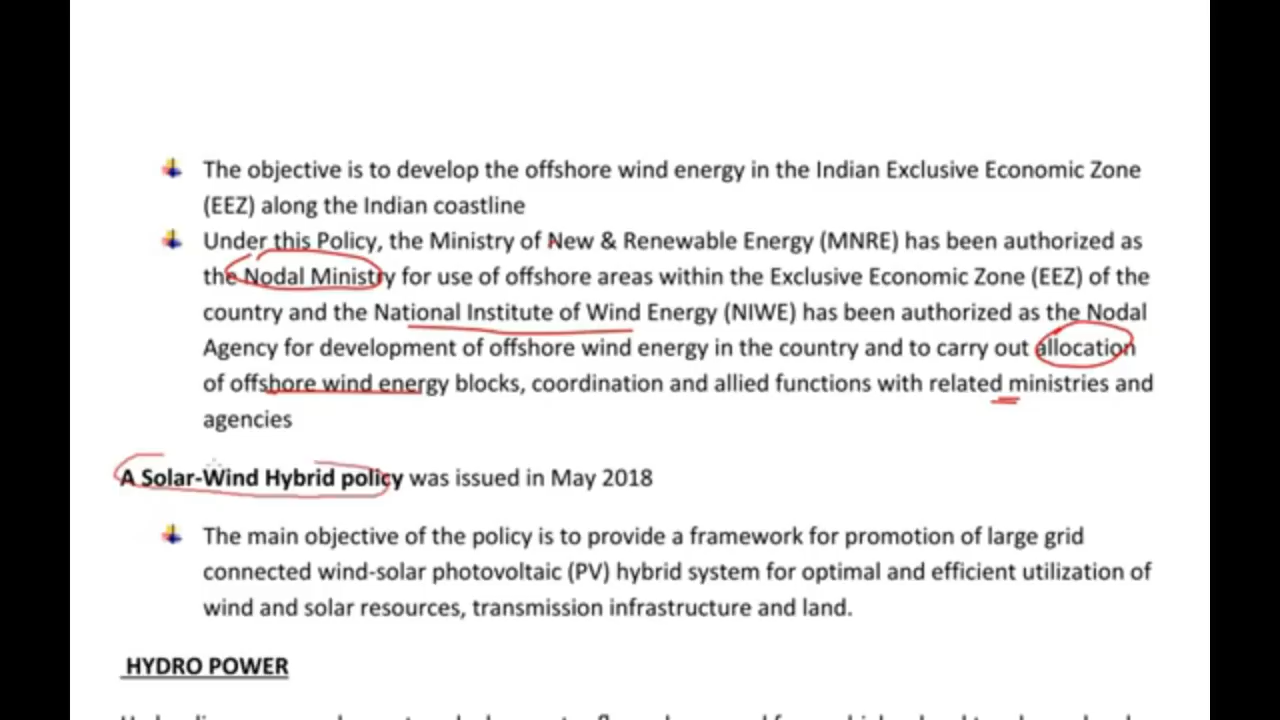 The objective is to develop the offshore wind energy in the Indian Exclusive Economic Zone
(EEZ) along the Indian coastline
Under this Policy, the Ministry of New & Renewable Energy (MNRE) has been authorized as
the Nodal Ministry for use of offshore areas within the Exclusive Economic Zone (EEZ) of the
country and the National Institute of Wind Energy (NIWE) has been authorized as the Nodal
Agency for development of offshore wind energy in the country and to carry out allocation
of offshore wind energy blocks, coordination and allied functions with related ministries and
agencies
A Solar-Wind Hybrid policy was issued in May 2018
The main objective of the policy is to provide a framework for promotion of large grid
connected wind-solar photovoltaic (PV) hybrid system for optimal and efficient utilization of
wind and solar resources, transmission infrastructure and land.
HYDRO POWER